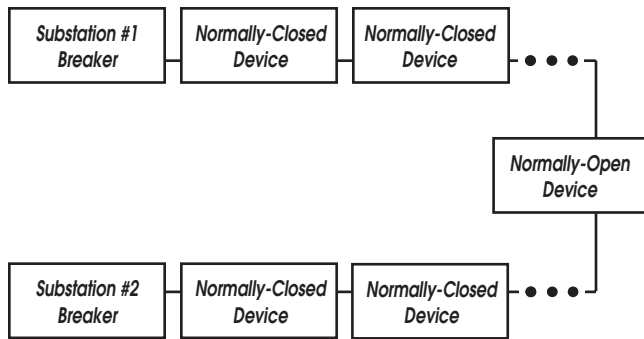 Substation #1
Breaker
Normally-Closed
Device
Normally-Closed
Device
Normally-Open
Device
Substation #2
Breaker
Normally-Closed
Device
Normally-Closed
Device